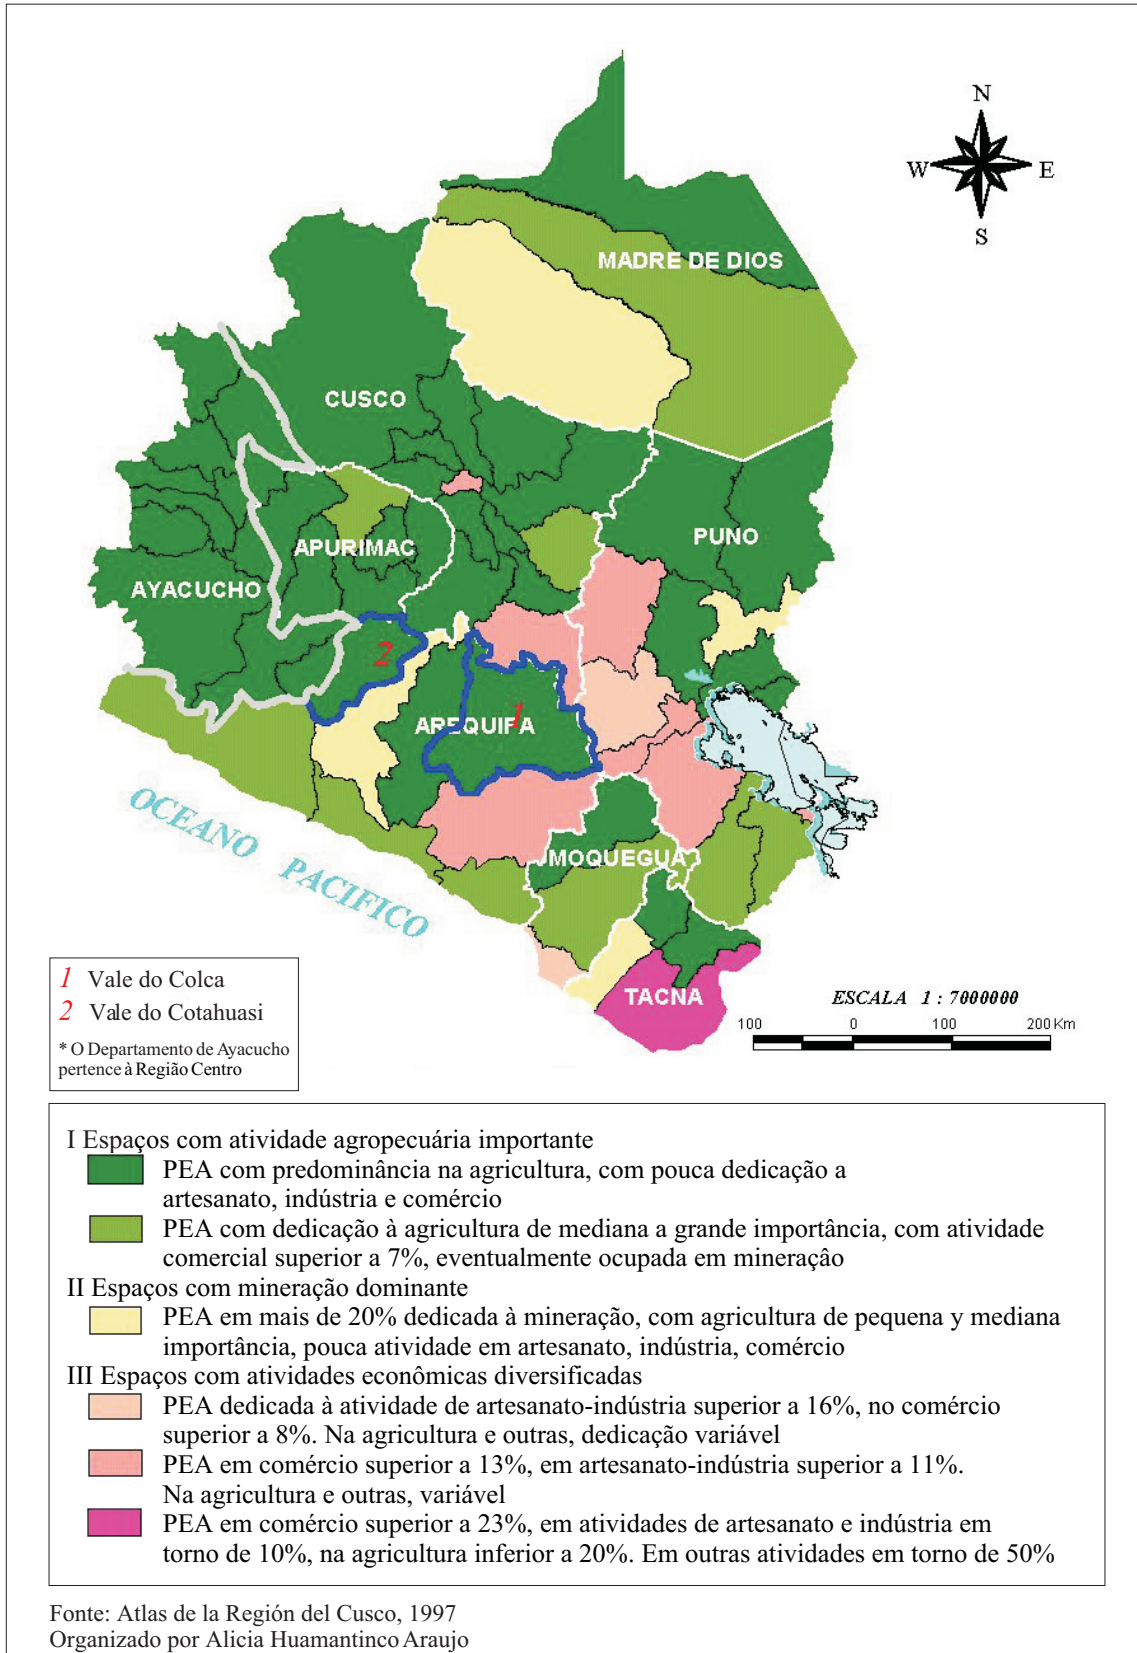 N
W
E
S
MADRE DE DIOS
CUSCO
PUNO
APURIMAC
AYACUCHO
2
AREQUIPA
1
OCEANO PACIFICO
MOQUEGUA
TACNA
1 Vale do Colca
2 Vale do Cotahuasi
* O Departamento de Ayacucho
pertence à Região Centro
ESCALA 1 : 7000000
100 0 100 200 Km
I Espaços com atividade agropecuária importante
PEA com predominância na agricultura, com pouca dedicação a
artesanato, indústria e comércio
PEA com dedicação à agricultura de mediana a grande importância, com atividade
comercial superior a 7%, eventualmente ocupada em mineraçâo
II Espaços com mineração dominante
PEA em mais de 20% dedicada à mineração, com agricultura de pequena y mediana
importância, pouca atividade em artesanato, indústria, comércio
III Espaços com atividades econômicas diversificadas
PEA dedicada à atividade de artesanato-indústria superior a 16%, no comércio
superior a 8%. Na agricultura e outras, dedicação variável
PEA em comércio superior a 13%, em artesanato-indústria superior a 11%.
Na agricultura e outras, variável
PEA em comércio superior a 23%, em atividades de artesanato e indústria em
torno de 10%, na agricultura inferior a 20%. Em outras atividades em torno de 50%
Fonte: Atlas de la Región del Cusco, 1997
Organizado por Alicia Huamantinco Araujo